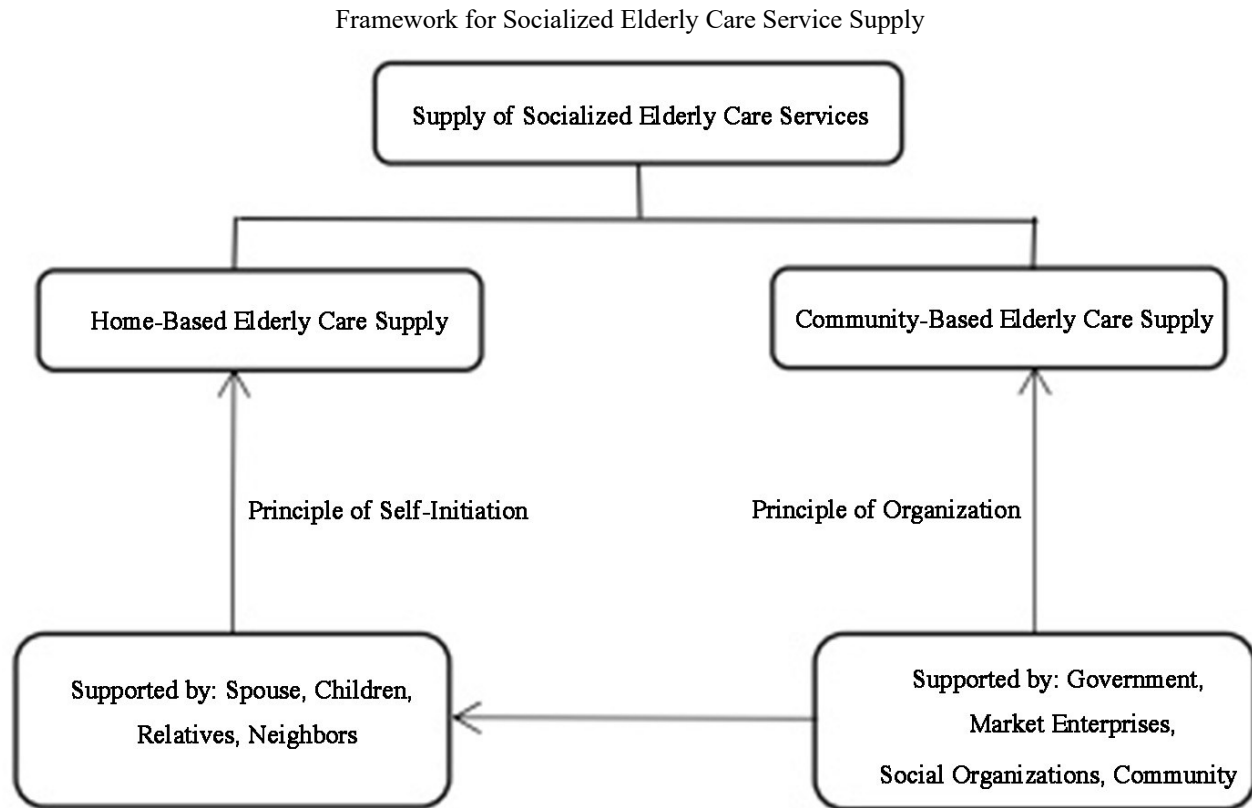 Framework for Socialized Elderly Care Service Supply
Supply of Socialized Elderly Care Services
Home-Based Elderly Care Supply
Community-Based Elderly Care Supply
Principle of Self-Initiation
Principle of Organization
Supported by: Spouse, Children,
Relatives, Neighbors
Supported by: Government,
Market Enterprises,
Social Organizations, Community